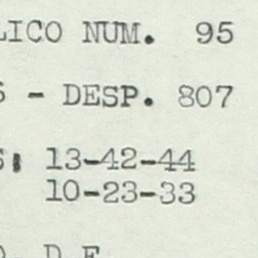 LICO NUM. 95
S - DESP. 807
S: 13-42-44
10-23-33
D.F.